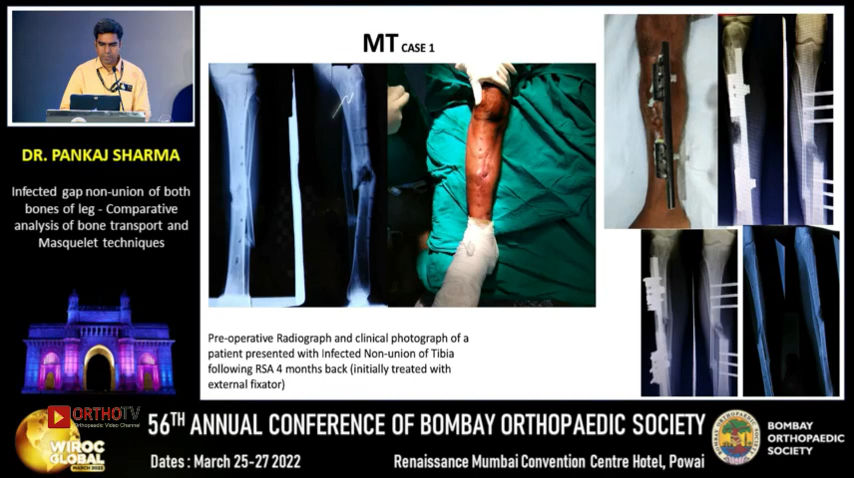 MT CASE 1
DR. PANKAJ SHARMA
Infected gap non-union of both
bones of leg - Comparative
analysis of bone transport and
Masquelet techniques
Pre-operative Radiograph and clinical photograph of a
patient presented with Infected Non-union of Tibia
following RSA 4 months back (initially treated with
external fixator)
ORTHOTV
Orthopaedic Video Channel
WIROC
GLOBAL
MARCH 2022
56TH ANNUAL CONFERENCE OF BOMBAY ORTHOPAEDIC SOCIETY
Dates : March 25-27 2022
Renaissance Mumbai Convention Centre Hotel, Powai
BOMBAY
ORTHOPAEDIC
SOCIETY